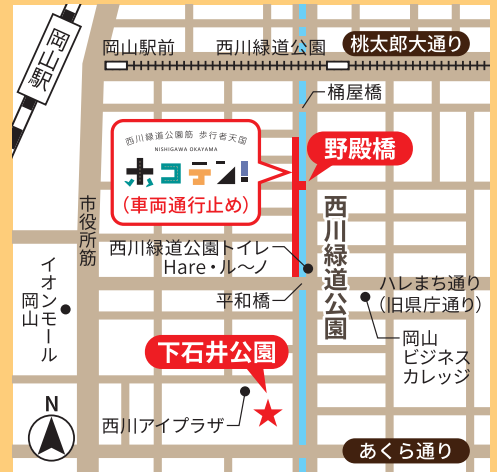 岡山駅
岡山駅前
西川緑道公園
桃太郎大通り
桶屋橋
西川緑道公園筋 歩行者天国
NISHIGAWA OKAYAMA
ホコテン!
(車両通行止め)
野殿橋
市役所筋
西川緑道公園
西川緑道公園トイレ
Hare・ル〜ノ
イオンモール
岡山
平和橋
ハレまち通り
(旧県庁通り)
岡山
ビジネス
カレッジ
下石井公園
西川アイプラザ
N
あくら通り